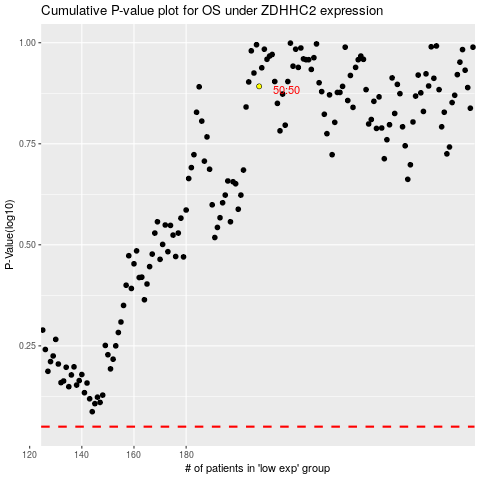 Cumulative P-value plot for OS under ZDHHC2 expression
P-Value(log10)
1.00
0.75
0.50
0.25
50:50
120 140 160 180
# of patients in 'low exp' group